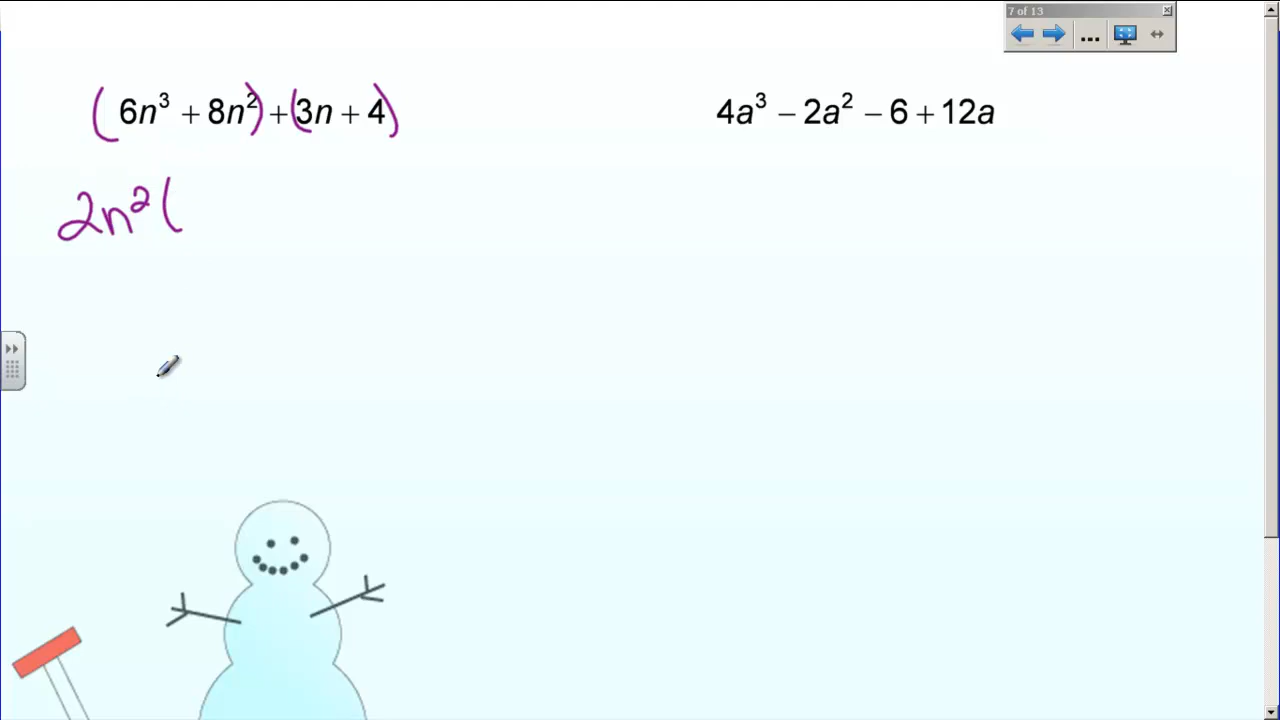 7 of 13
(6n³ + 8n²) + (3n + 4)
4a³ − 2a² − 6 + 12a
2n² (